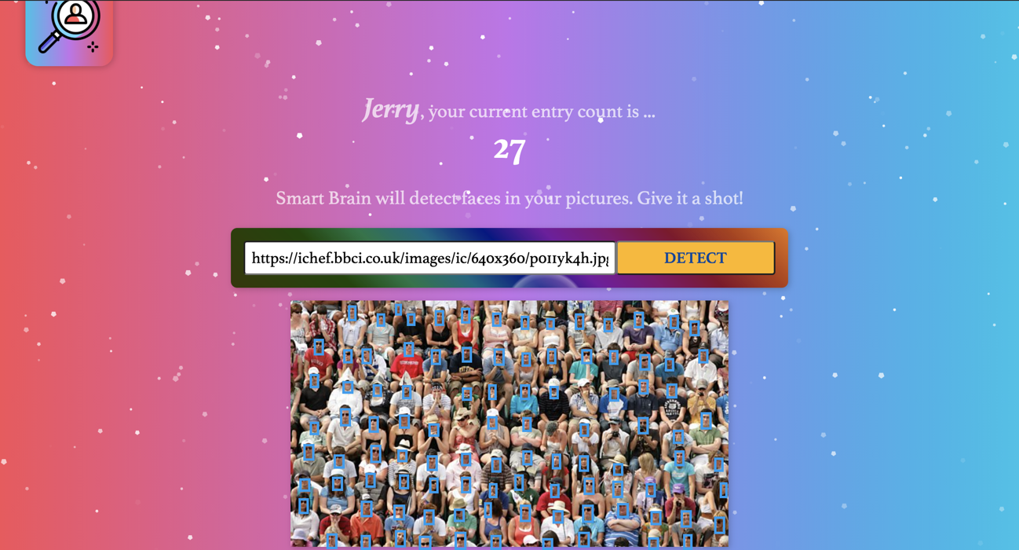 Jerry, your current entry count is ...
27
Smart Brain will detect faces in your pictures. Give it a shot!
https://ichef.bbci.co.uk/images/ic/640x360/p011yk4h.jpg
DETECT